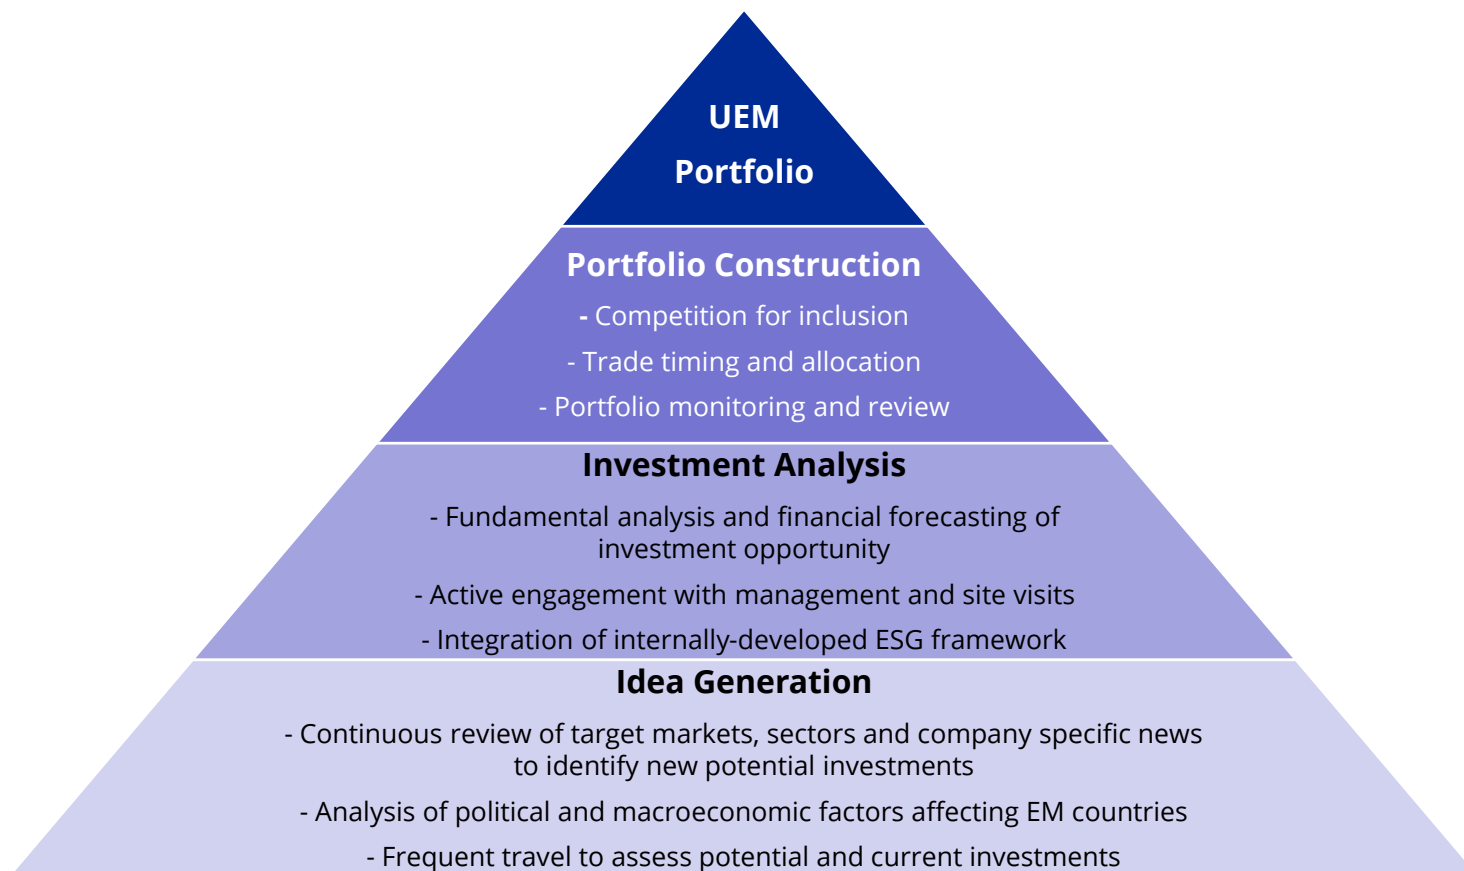 UEM
Portfolio
Portfolio Construction
- Competition for inclusion
- Trade timing and allocation
- Portfolio monitoring and review
Investment Analysis
- Fundamental analysis and financial forecasting of
investment opportunity
- Active engagement with management and site visits
- Integration of internally-developed ESG framework
Idea Generation
- Continuous review of target markets, sectors and company specific news
to identify new potential investments
- Analysis of political and macroeconomic factors affecting EM countries
- Frequent travel to assess potential and current investments